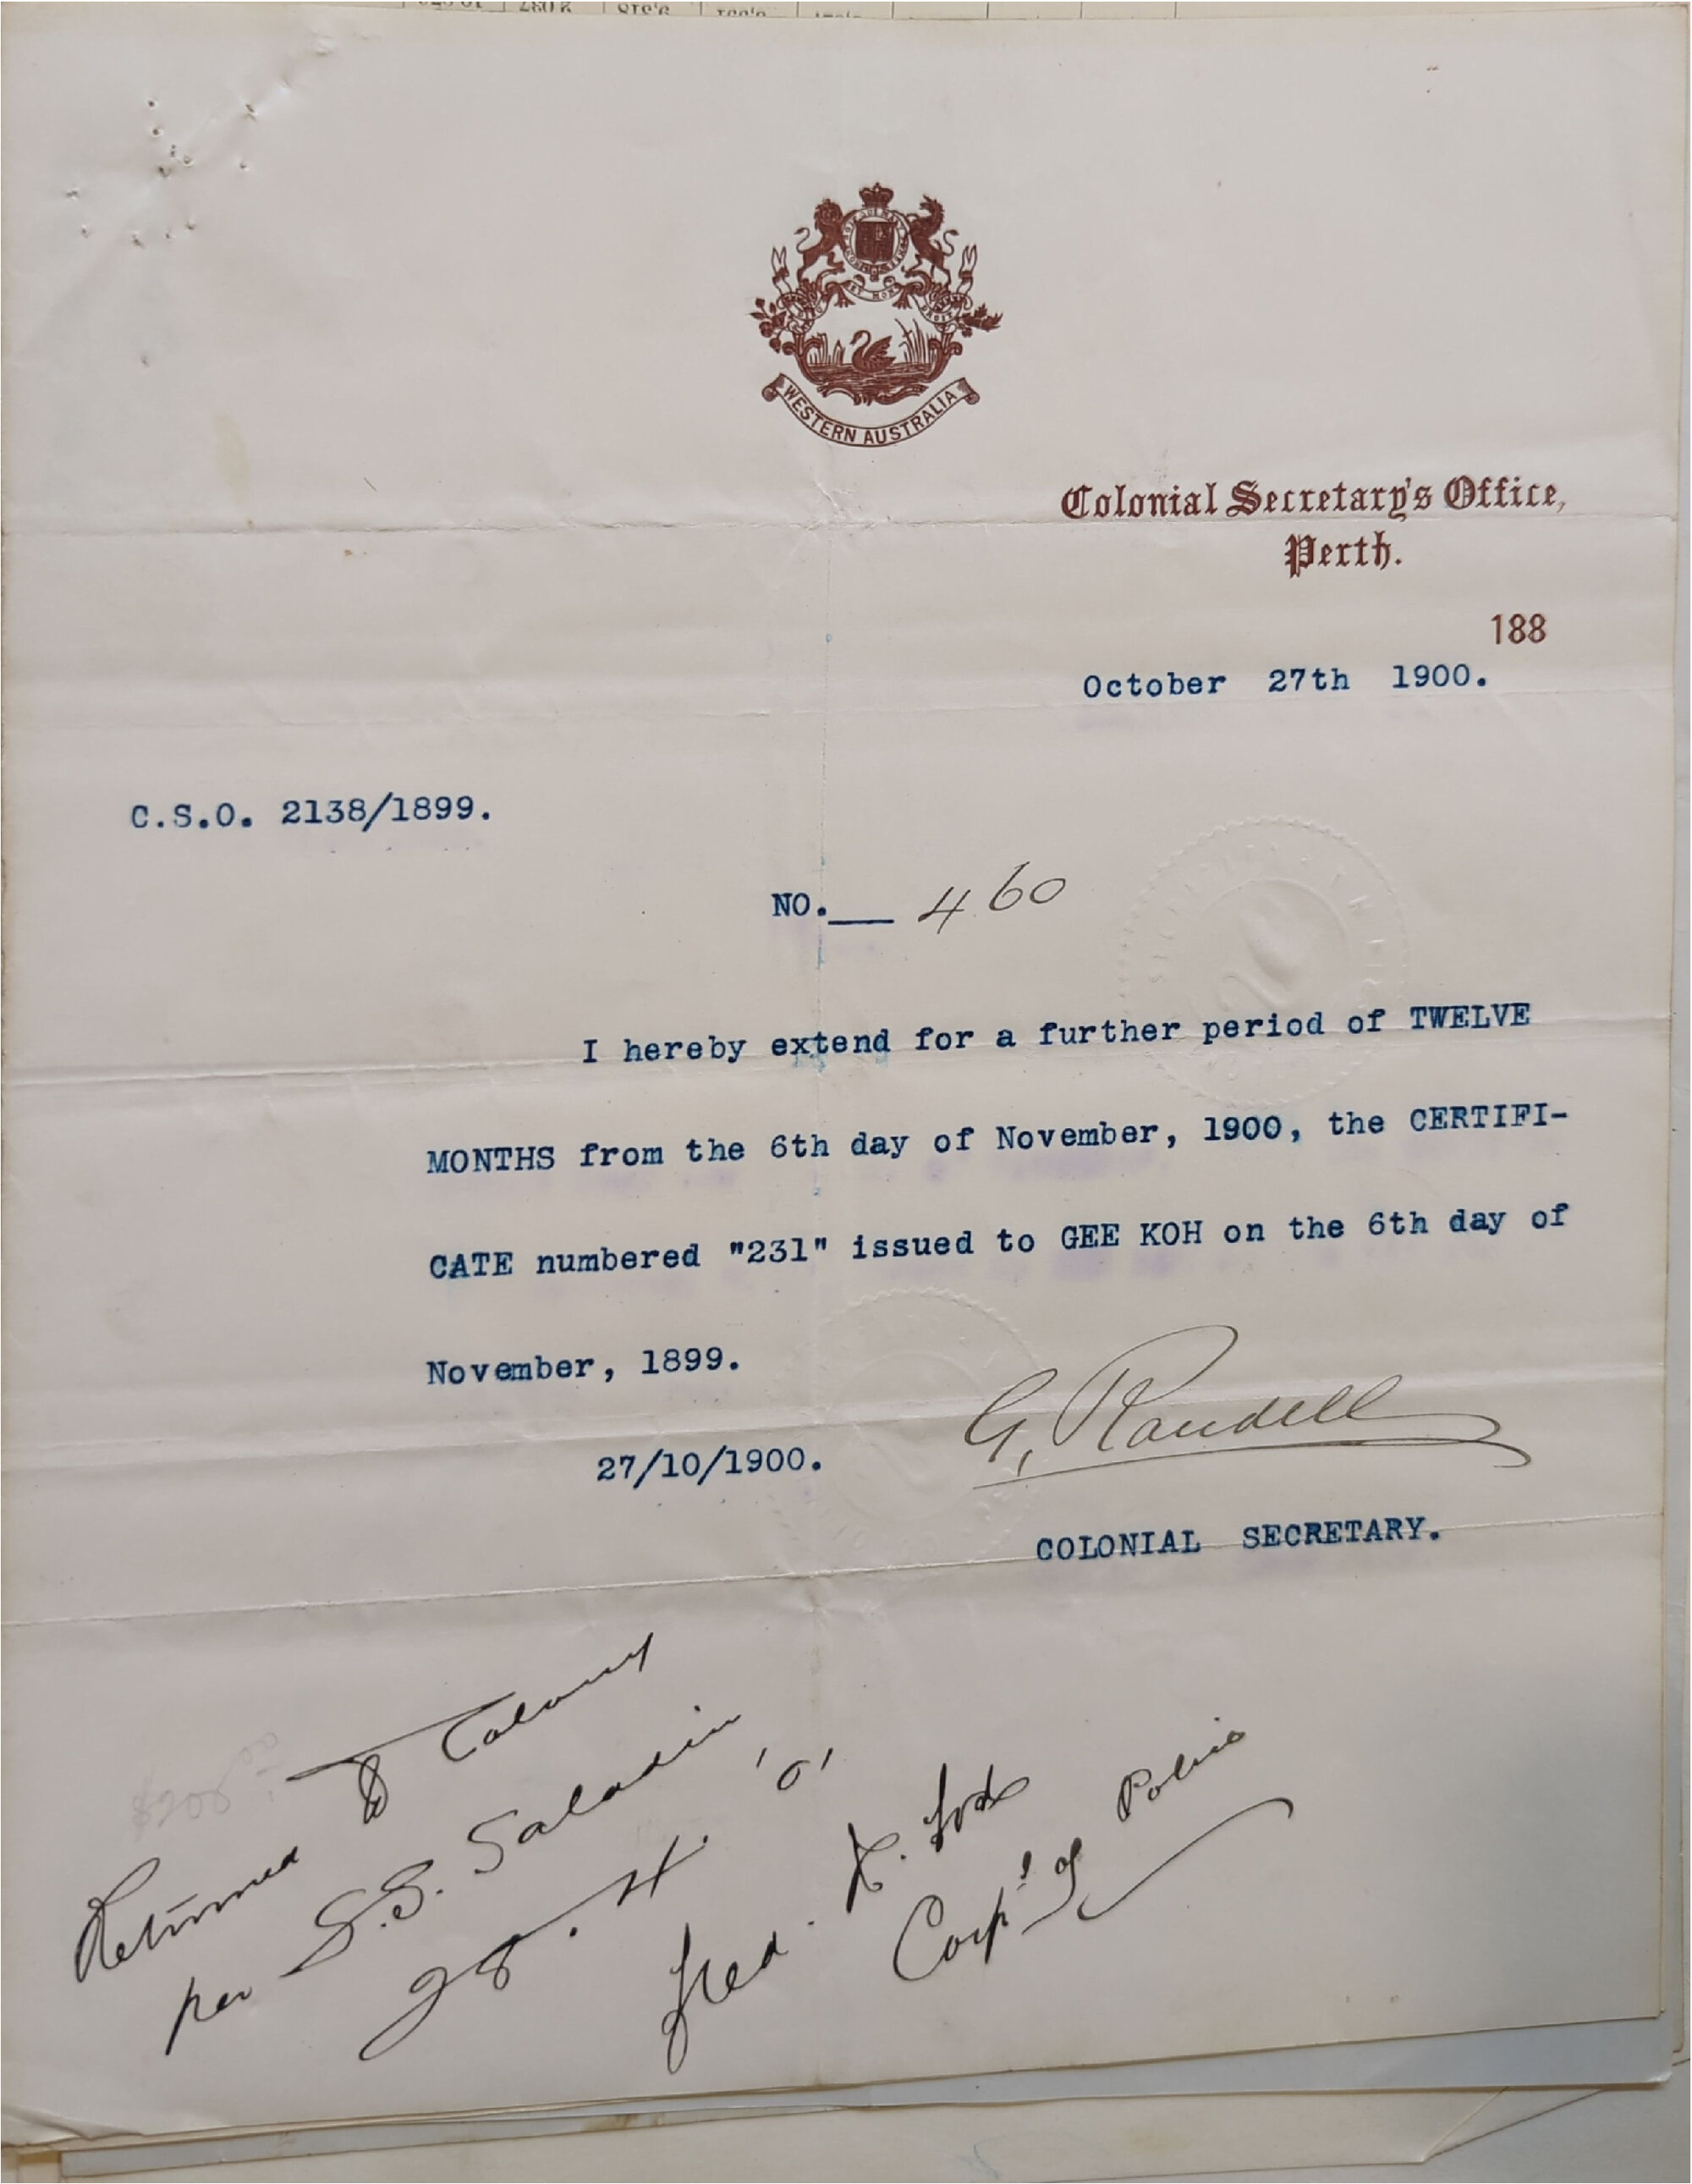 WESTERN AUSTRALIA
Colonial Secretary's Office,
Perth.
188
October 27th 1900.
C.S.O. 2138/1899.
NO. 460
I hereby extend for a further period of TWELVE
MONTHS from the 6th day of November, 1900, the CERTIFI-
CATE numbered "231" issued to GEE KOH on the 6th day of
November, 1899.
27/10/1900.
G, Randell
COLONIAL SECRETARY.
Returned to Colony
per S.S. Saladin
28.4.'01
Fred. K.
Corpl of Police